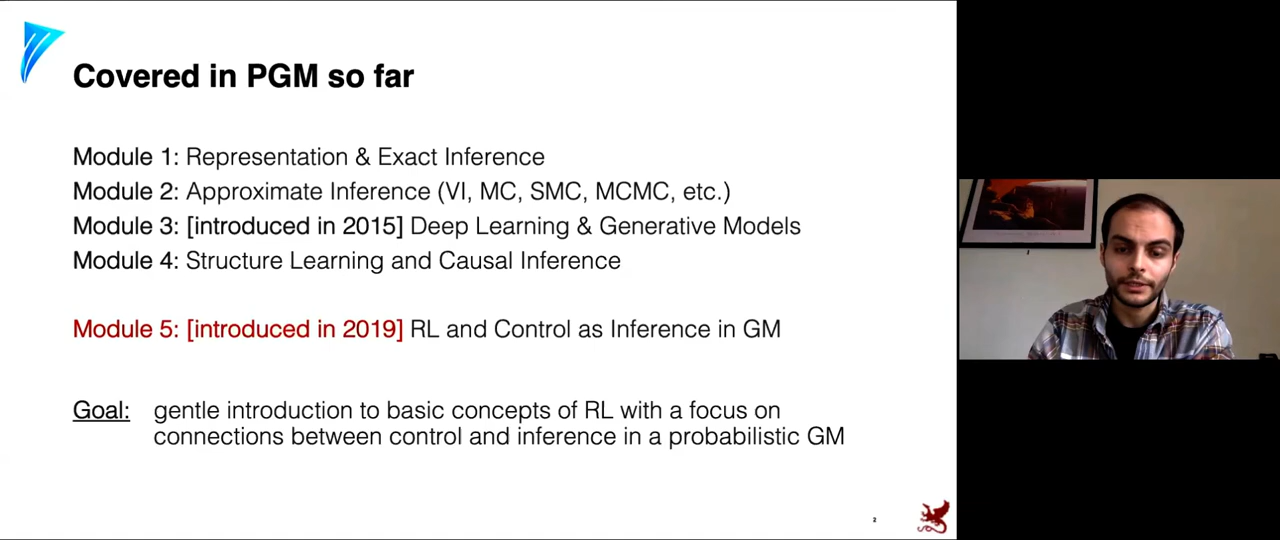 Covered in PGM so far
Module 1: Representation & Exact Inference
Module 2: Approximate Inference (VI, MC, SMC, MCMC, etc.)
Module 3: [introduced in 2015] Deep Learning & Generative Models
Module 4: Structure Learning and Causal Inference
Module 5: [introduced in 2019] RL and Control as Inference in GM
Goal: gentle introduction to basic concepts of RL with a focus on
connections between control and inference in a probabilistic GM
2